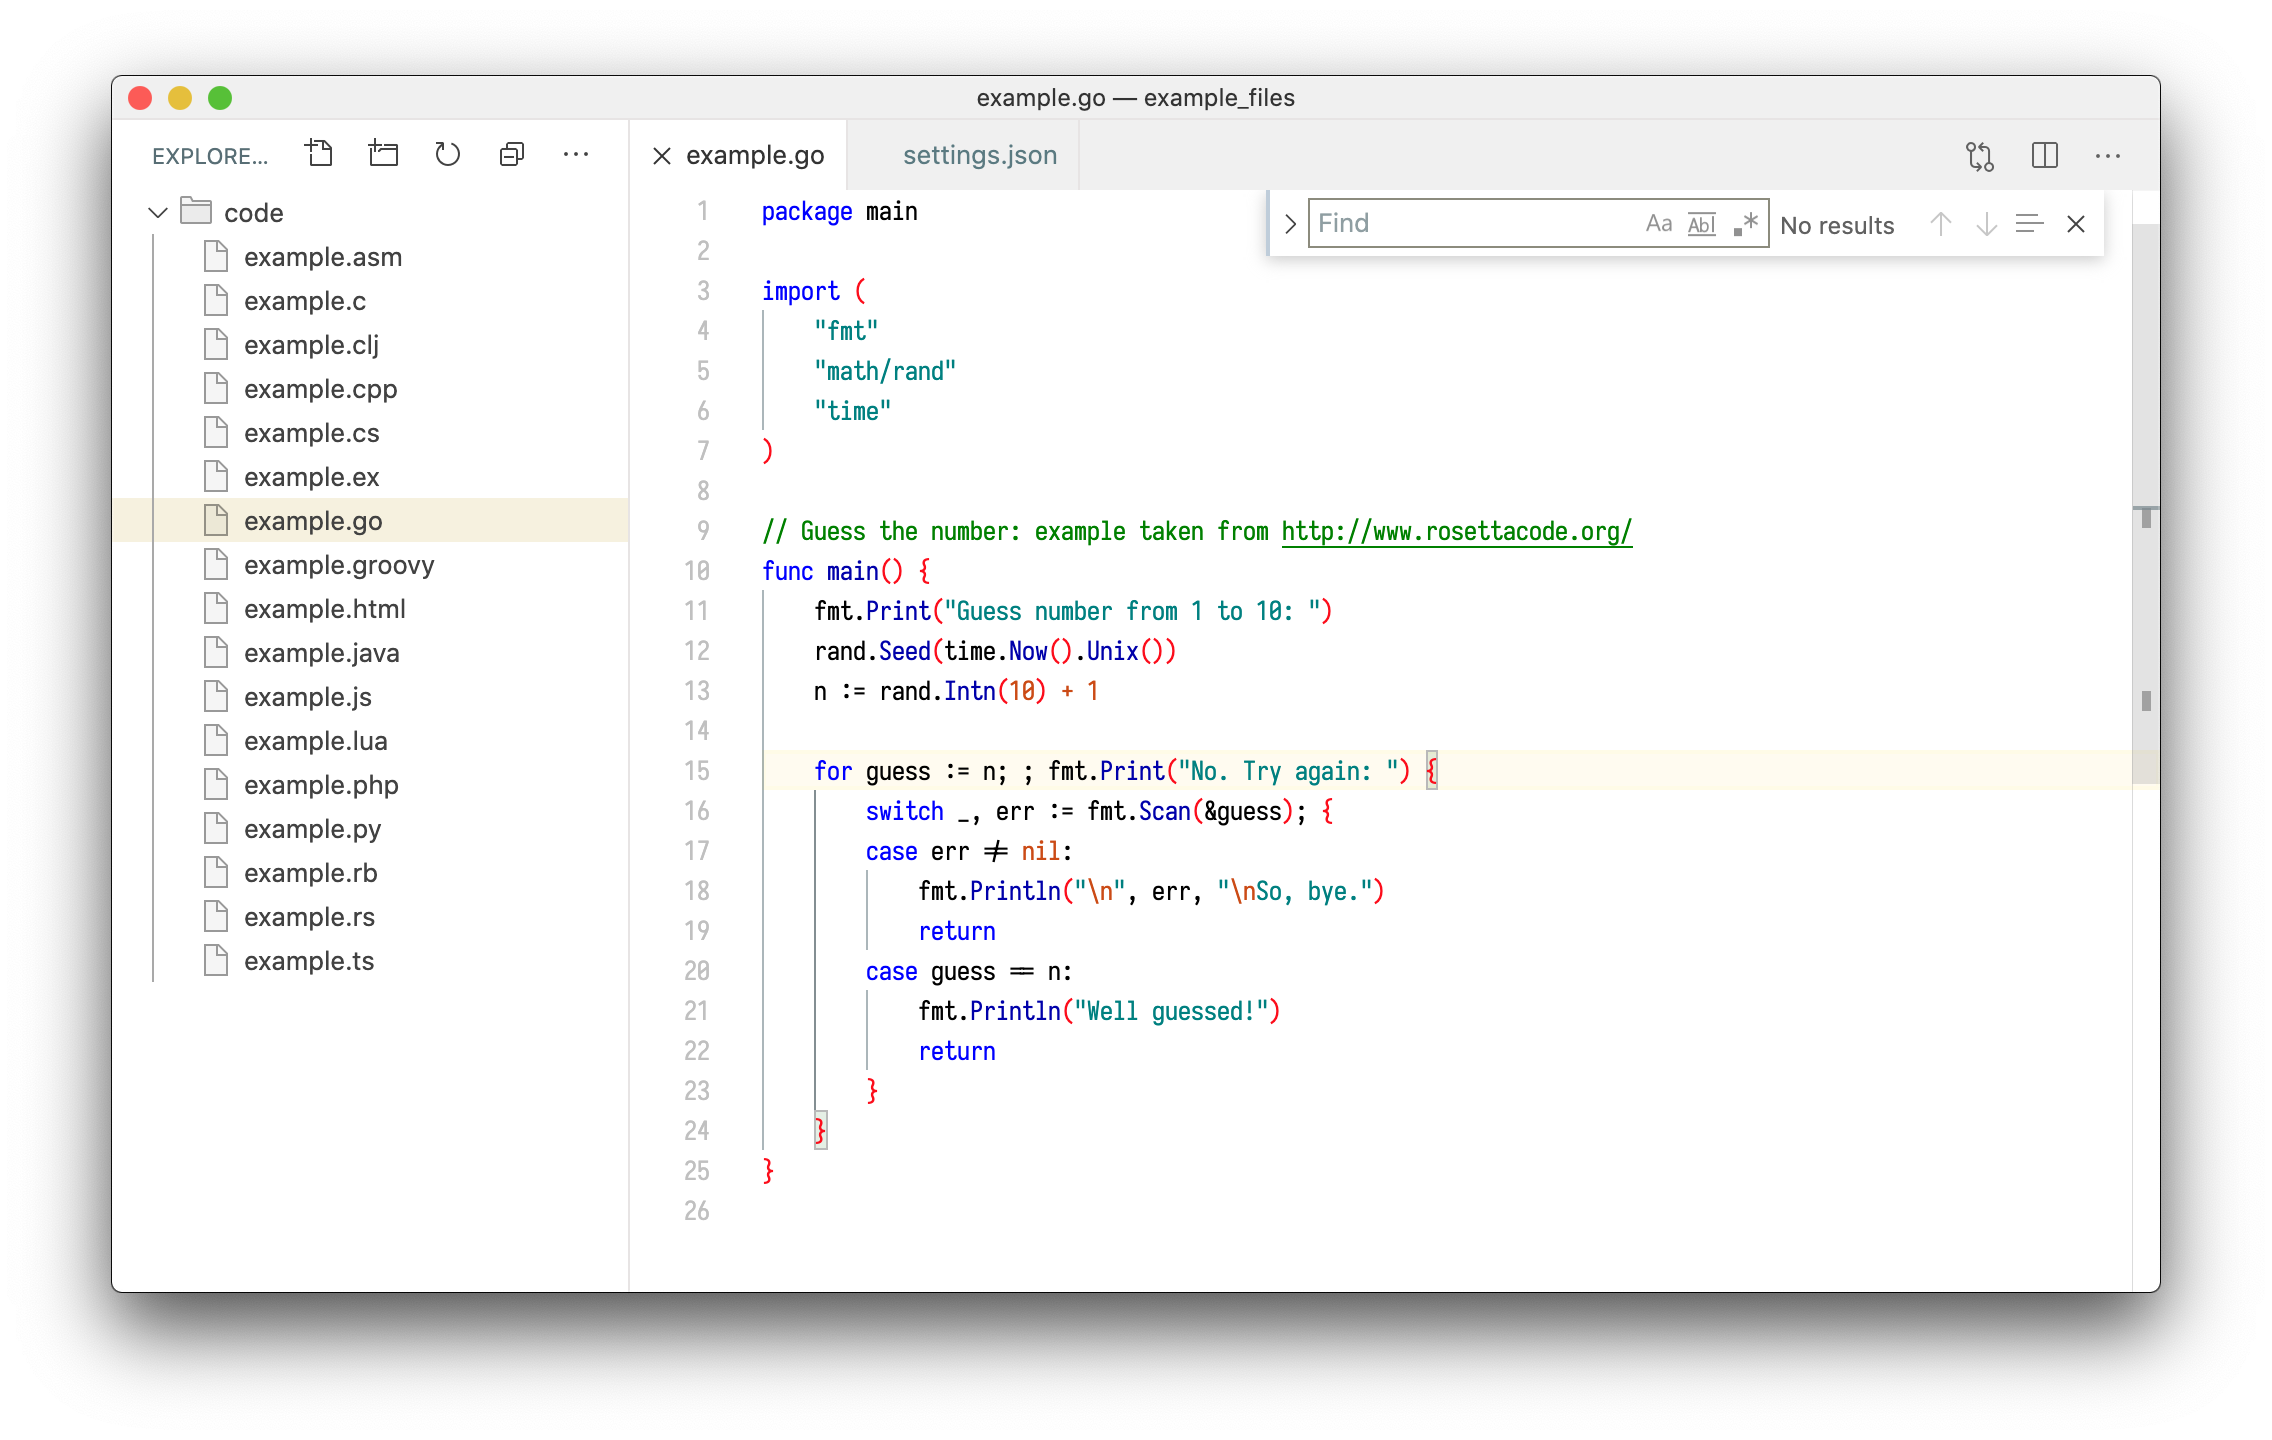 example.go — example_files
EXPLORE...
example.go
settings.json
code
example.asm
example.c
example.clj
example.cpp
example.cs
example.ex
example.go
example.groovy
example.html
example.java
example.js
example.lua
example.php
example.py
example.rb
example.rs
example.ts
Find
Aa
Abl
.*
No results
1 package main
2
3 import (
4     "fmt"
5     "math/rand"
6     "time"
7 )
8
9 // Guess the number: example taken from http://www.rosettacode.org/
10 func main() {
11     fmt.Print("Guess number from 1 to 10: ")
12     rand.Seed(time.Now().Unix())
13     n := rand.Intn(10) + 1
14
15     for guess := n; ; fmt.Print("No. Try again: ") {
16         switch _, err := fmt.Scan(&guess); {
17         case err ≠ nil:
18             fmt.Println("\n", err, "\nSo, bye.")
19             return
20         case guess == n:
21             fmt.Println("Well guessed!")
22             return
23         }
24     }
25 }
26